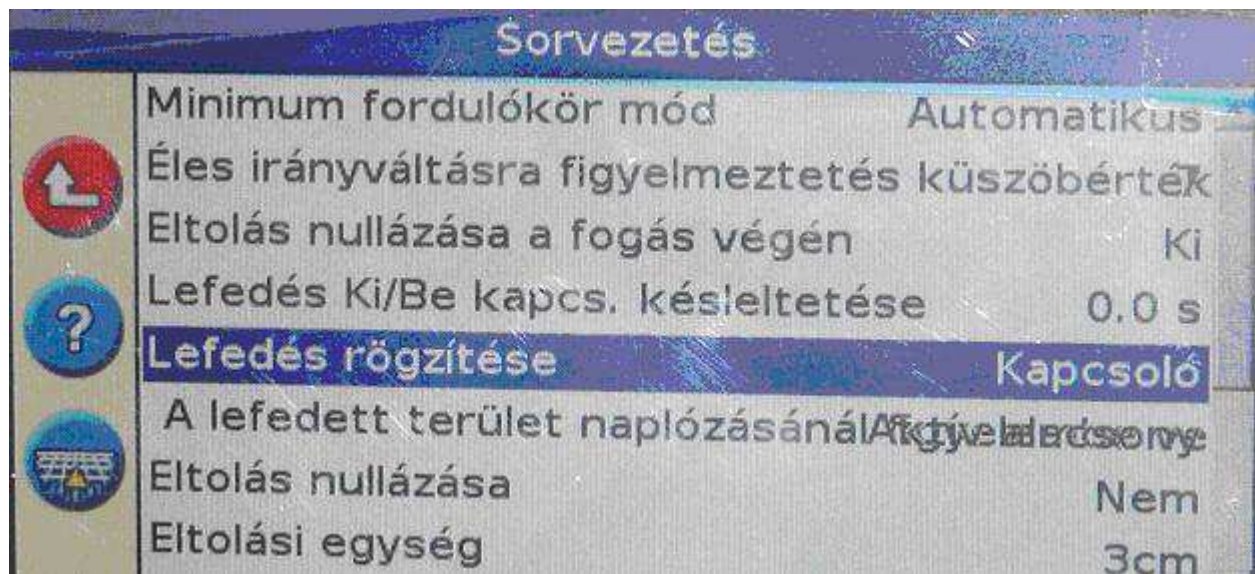 Sorvezetés
Minimum fordulókör mód Automatikus
Éles irányváltásra figyelmeztetés küszöbérték
Eltolás nullázása a fogás végén Ki
Lefedés Ki/Be kapcs. késleltetése 0.0 s
Lefedés rögzítése Kapcsoló
A lefedett terület naplózásánál
Eltolás nullázása Nem
Eltolási egység 3cm